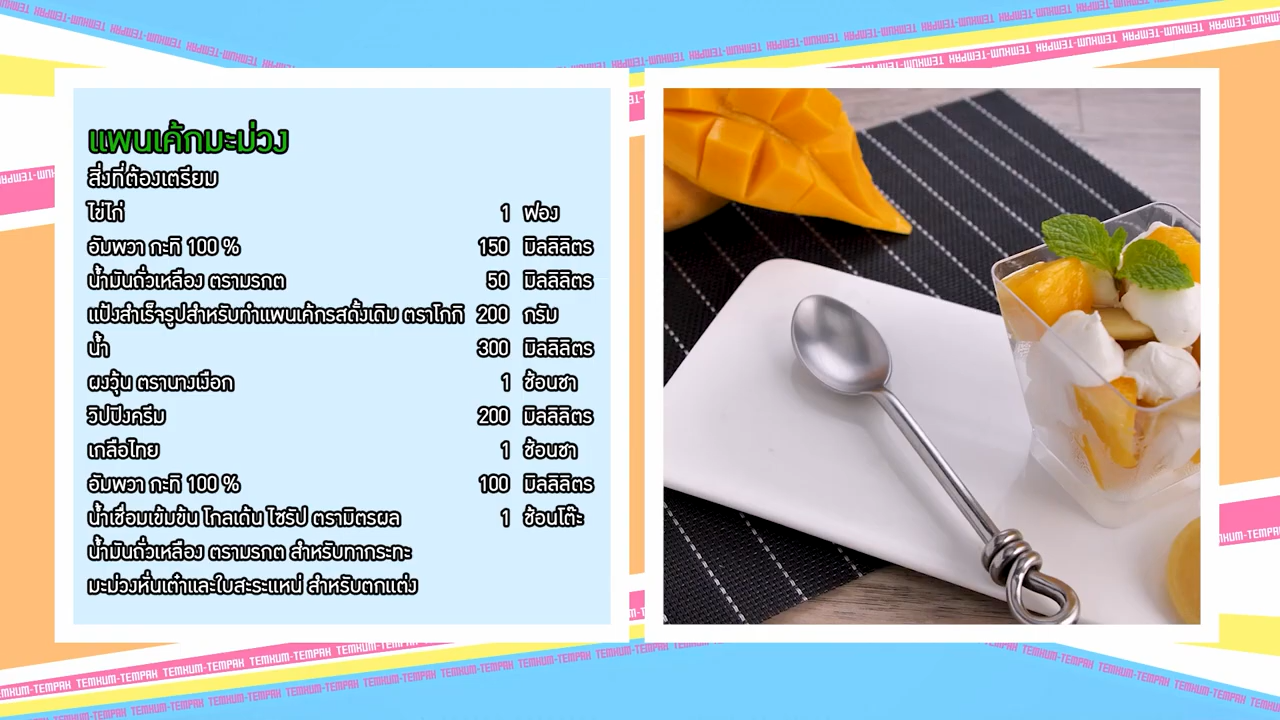 แพนเค้กมะม่วง
สิ่งที่ต้องเตรียม
ไข่ไก่ 1 ฟอง
อัมพวา กะทิ 100 % 150 มิลลิลิตร
น้ำมันถั่วเหลือง ตรามรกต 50 มิลลิลิตร
แป้งสำเร็จรูปสำหรับทำแพนเค้กรสดั้งเดิม ตราโกกิ 200 กรัม
น้ำ 300 มิลลิลิตร
ผงวุ้น ตรานางเงือก 1 ช้อนชา
วิปปิงครีม 200 มิลลิลิตร
เกลือไทย 1 ช้อนชา
อัมพวา กะทิ 100 % 100 มิลลิลิตร
น้ำเชื่อมเข้มข้น โกลเด้น ไซรัป ตรามิตรผล 1 ช้อนโต๊ะ
น้ำมันถั่วเหลือง ตรามรกต สำหรับทากระทะ
มะม่วงหั่นเต๋าและใบสะระแหน่ สำหรับตกแต่ง
TEMKUM-TEMPAK TEMKUM-TEMPAK TEMKUM-TEMPAK TEMKUM-TEMPAK